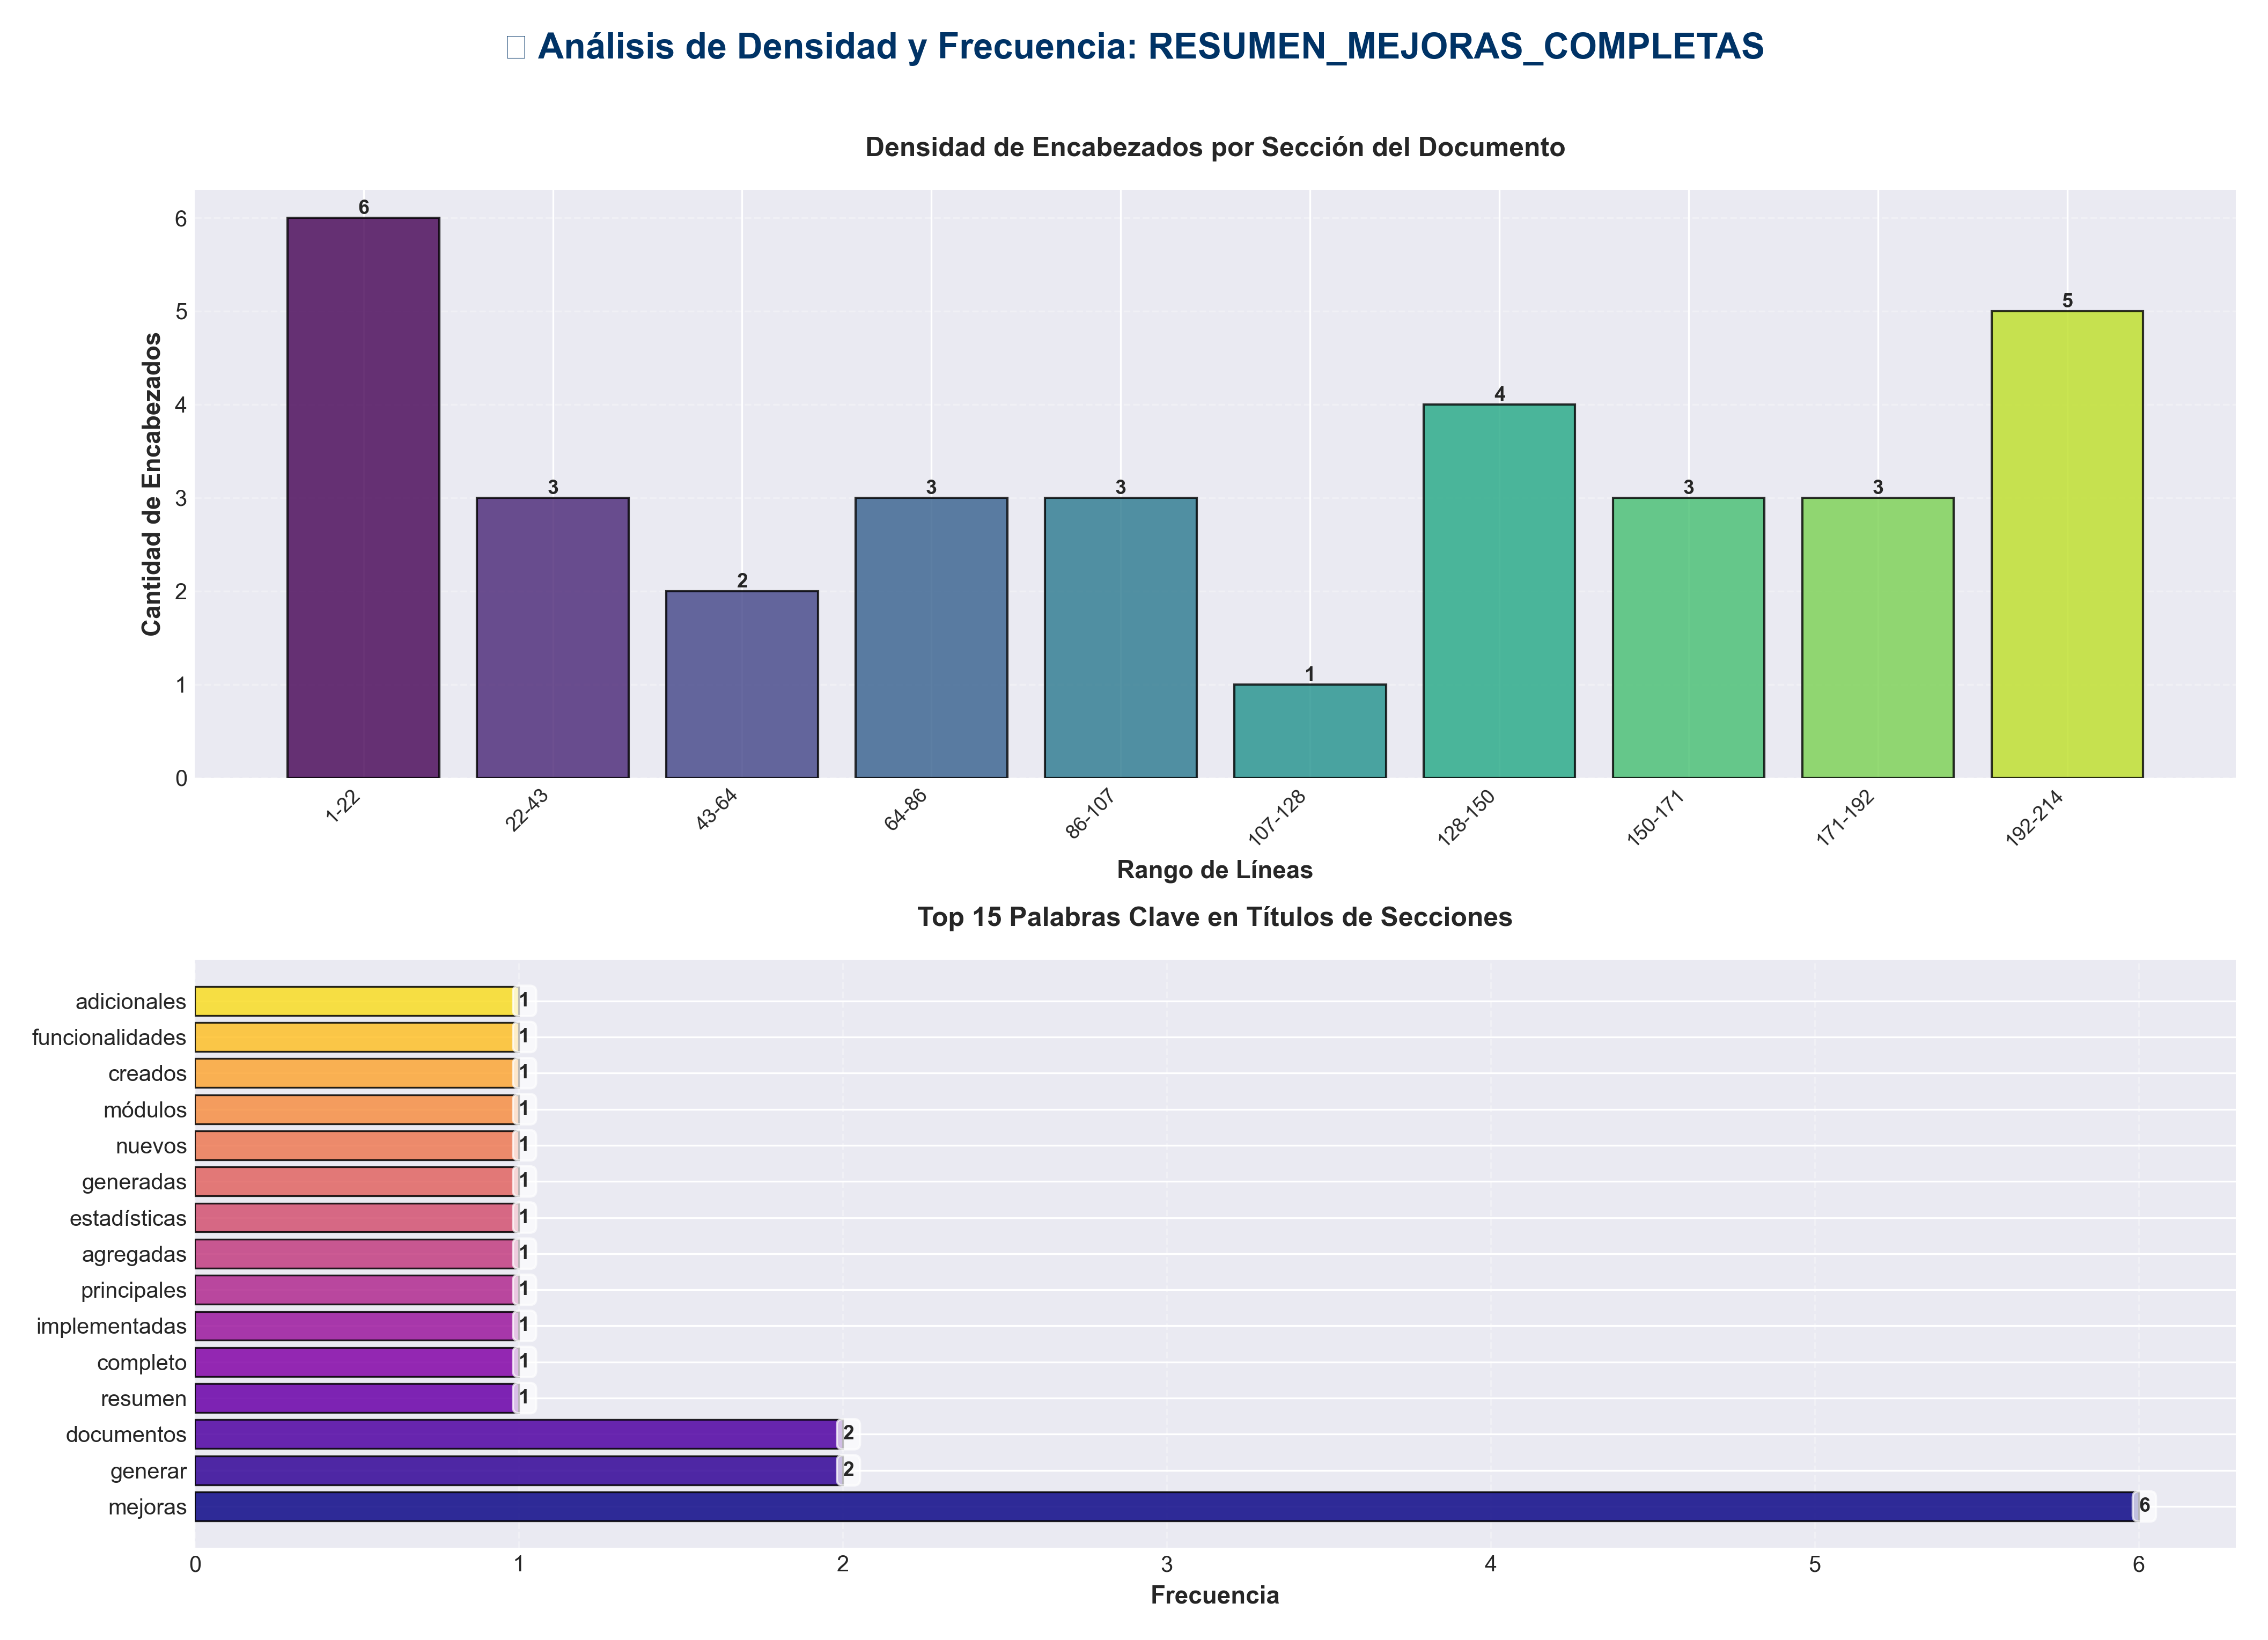 Análisis de Densidad y Frecuencia: RESUMEN_MEJORAS_COMPLETAS
Densidad de Encabezados por Sección del Documento
Cantidad de Encabezados
6
5
4
3
2
1
0
6
3
2
3
3
1
4
3
3
5
1-22
22-43
43-64
64-86
86-107
107-128
128-150
150-171
171-192
192-214
Rango de Líneas
Top 15 Palabras Clave en Títulos de Secciones
adicionales 1
funcionalidades 1
creados 1
módulos 1
nuevos 1
generadas 1
estadísticas 1
agregadas 1
principales 1
implementadas 1
completo 1
resumen 1
documentos 2
generar 2
mejoras 6
0 1 2 3 4 5 6
Frecuencia